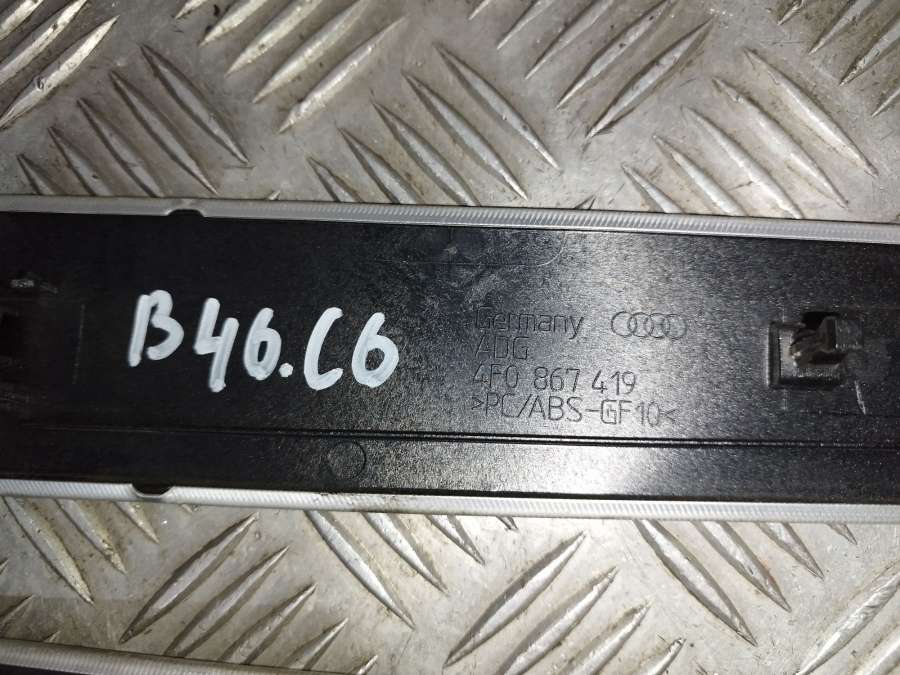 B46.C6
Germany
ADG
4F0 867 419
>PC/ABS-GF10<